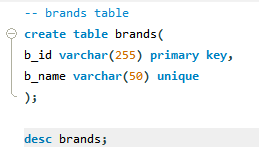 -- brands table
create table brands(
b_id varchar(255) primary key,
b_name varchar(50) unique
);
desc brands;